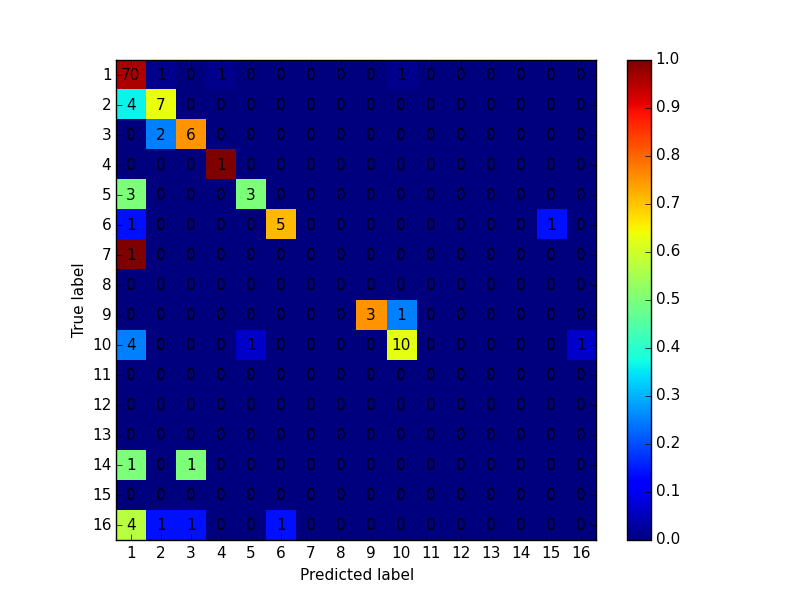 1 70 1 0 1 0 0 0 0 0 1 0 0 0 0 0 0
2 4 7 0 0 0 0 0 0 0 0 0 0 0 0 0 0
3 0 2 6 0 0 0 0 0 0 0 0 0 0 0 0 0
4 0 0 0 1 0 0 0 0 0 0 0 0 0 0 0 0
5 3 0 0 0 3 0 0 0 0 0 0 0 0 0 0 0
6 1 0 0 0 0 5 0 0 0 0 0 0 0 0 1 0
7 1 0 0 0 0 0 0 0 0 0 0 0 0 0 0 0
8 0 0 0 0 0 0 0 0 0 0 0 0 0 0 0 0
9 0 0 0 0 0 0 0 0 3 1 0 0 0 0 0 0
10 4 0 0 0 1 0 0 0 0 10 0 0 0 0 0 1
11 0 0 0 0 0 0 0 0 0 0 0 0 0 0 0 0
12 0 0 0 0 0 0 0 0 0 0 0 0 0 0 0 0
13 0 0 0 0 0 0 0 0 0 0 0 0 0 0 0 0
14 1 0 1 0 0 0 0 0 0 0 0 0 0 0 0 0
15 0 0 0 0 0 0 0 0 0 0 0 0 0 0 0 0
16 4 1 1 0 0 1 0 0 0 0 0 0 0 0 0 0
1 2 3 4 5 6 7 8 9 10 11 12 13 14 15 16
Predicted label
True label
1.0
0.9
0.8
0.7
0.6
0.5
0.4
0.3
0.2
0.1
0.0